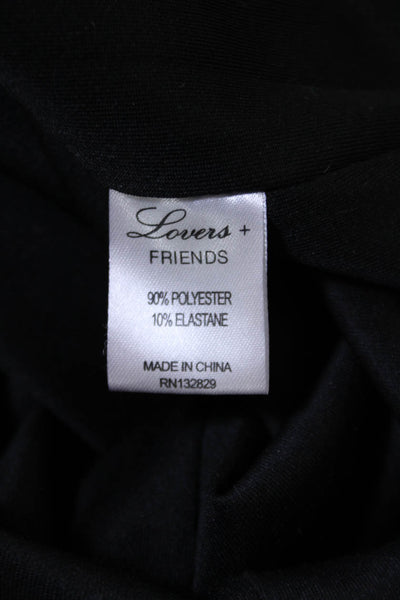 Lovers +
FRIENDS
90% POLYESTER
10% ELASTANE
MADE IN CHINA
RN132829